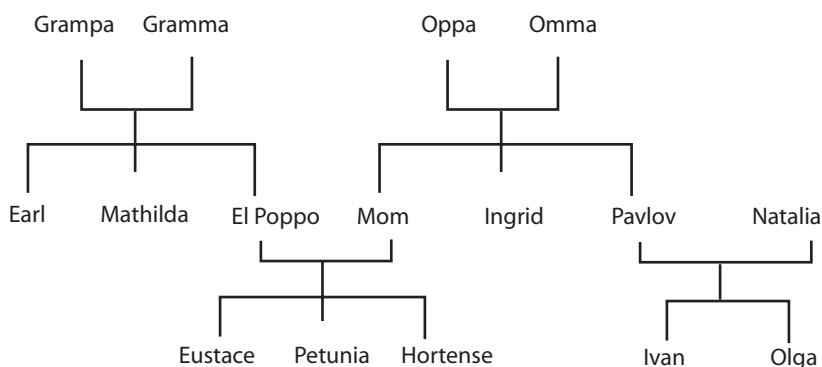 Grampa Gramma Oppa Omma
Earl Mathilda El Poppo Mom Ingrid Pavlov Natalia
Eustace Petunia Hortense Ivan Olga